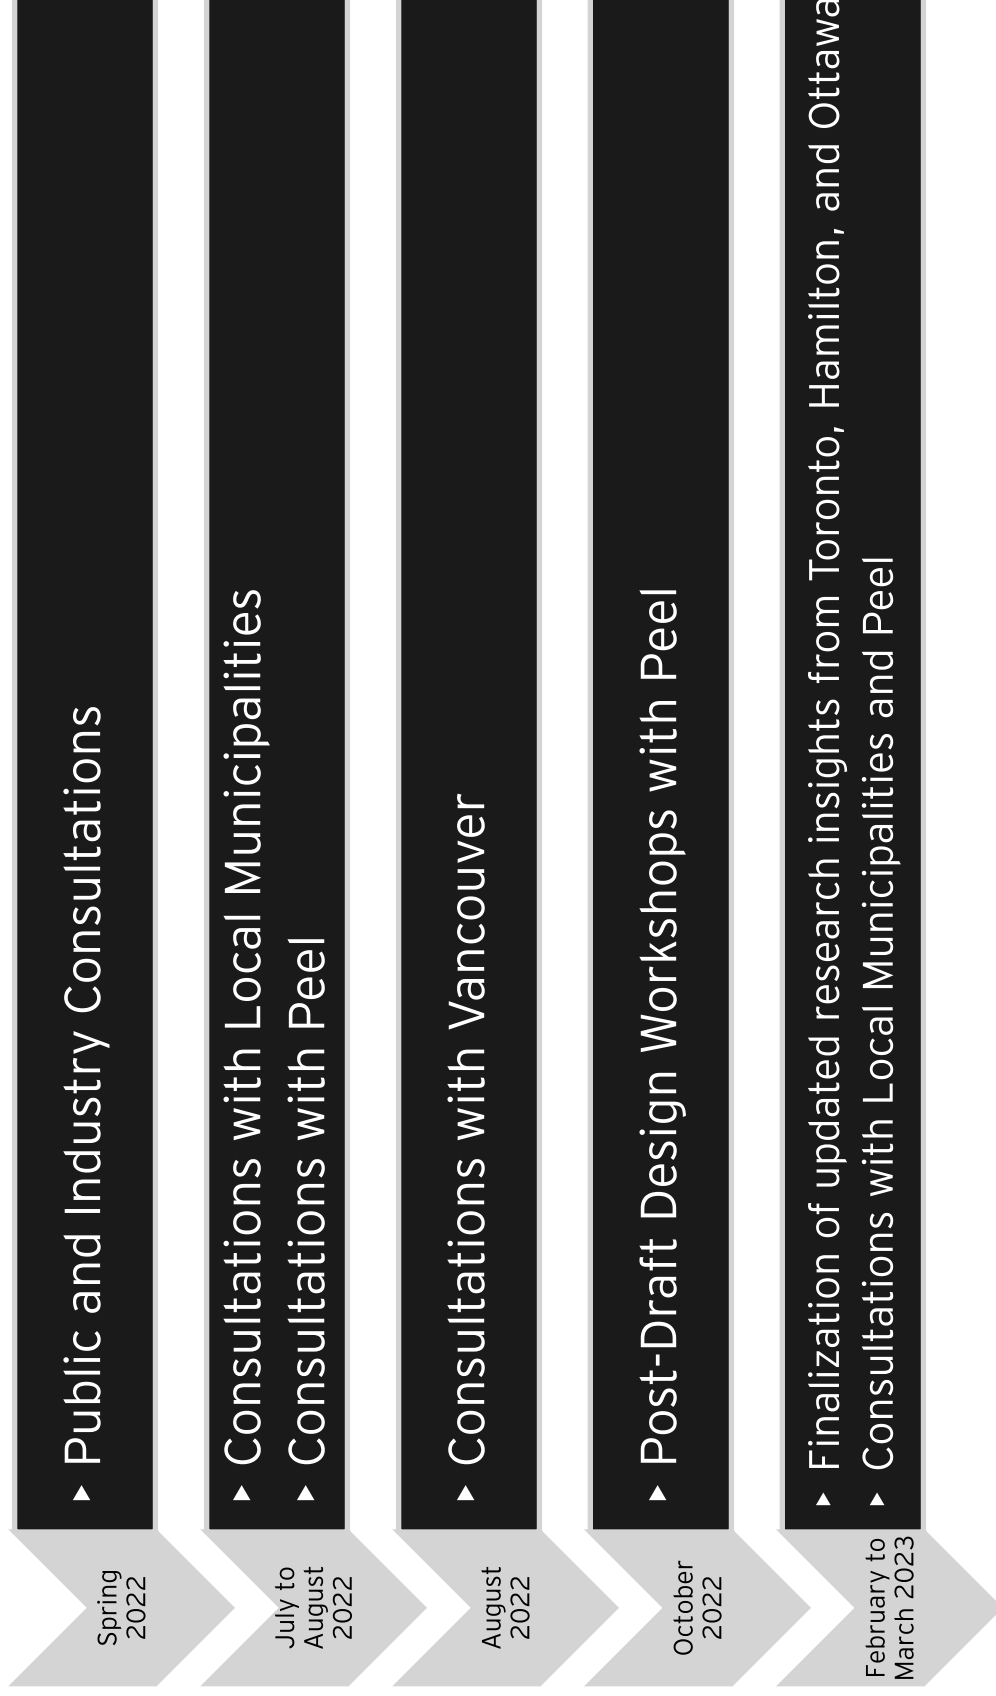 Spring
2022
Public and Industry Consultations
July to
August
2022
Consultations with Local Municipalities
Consultations with Peel
August
2022
Consultations with Vancouver
October
2022
Post-Draft Design Workshops with Peel
February to
March 2023
Finalization of updated research insights from Toronto, Hamilton, and Ottawa
Consultations with Local Municipalities and Peel